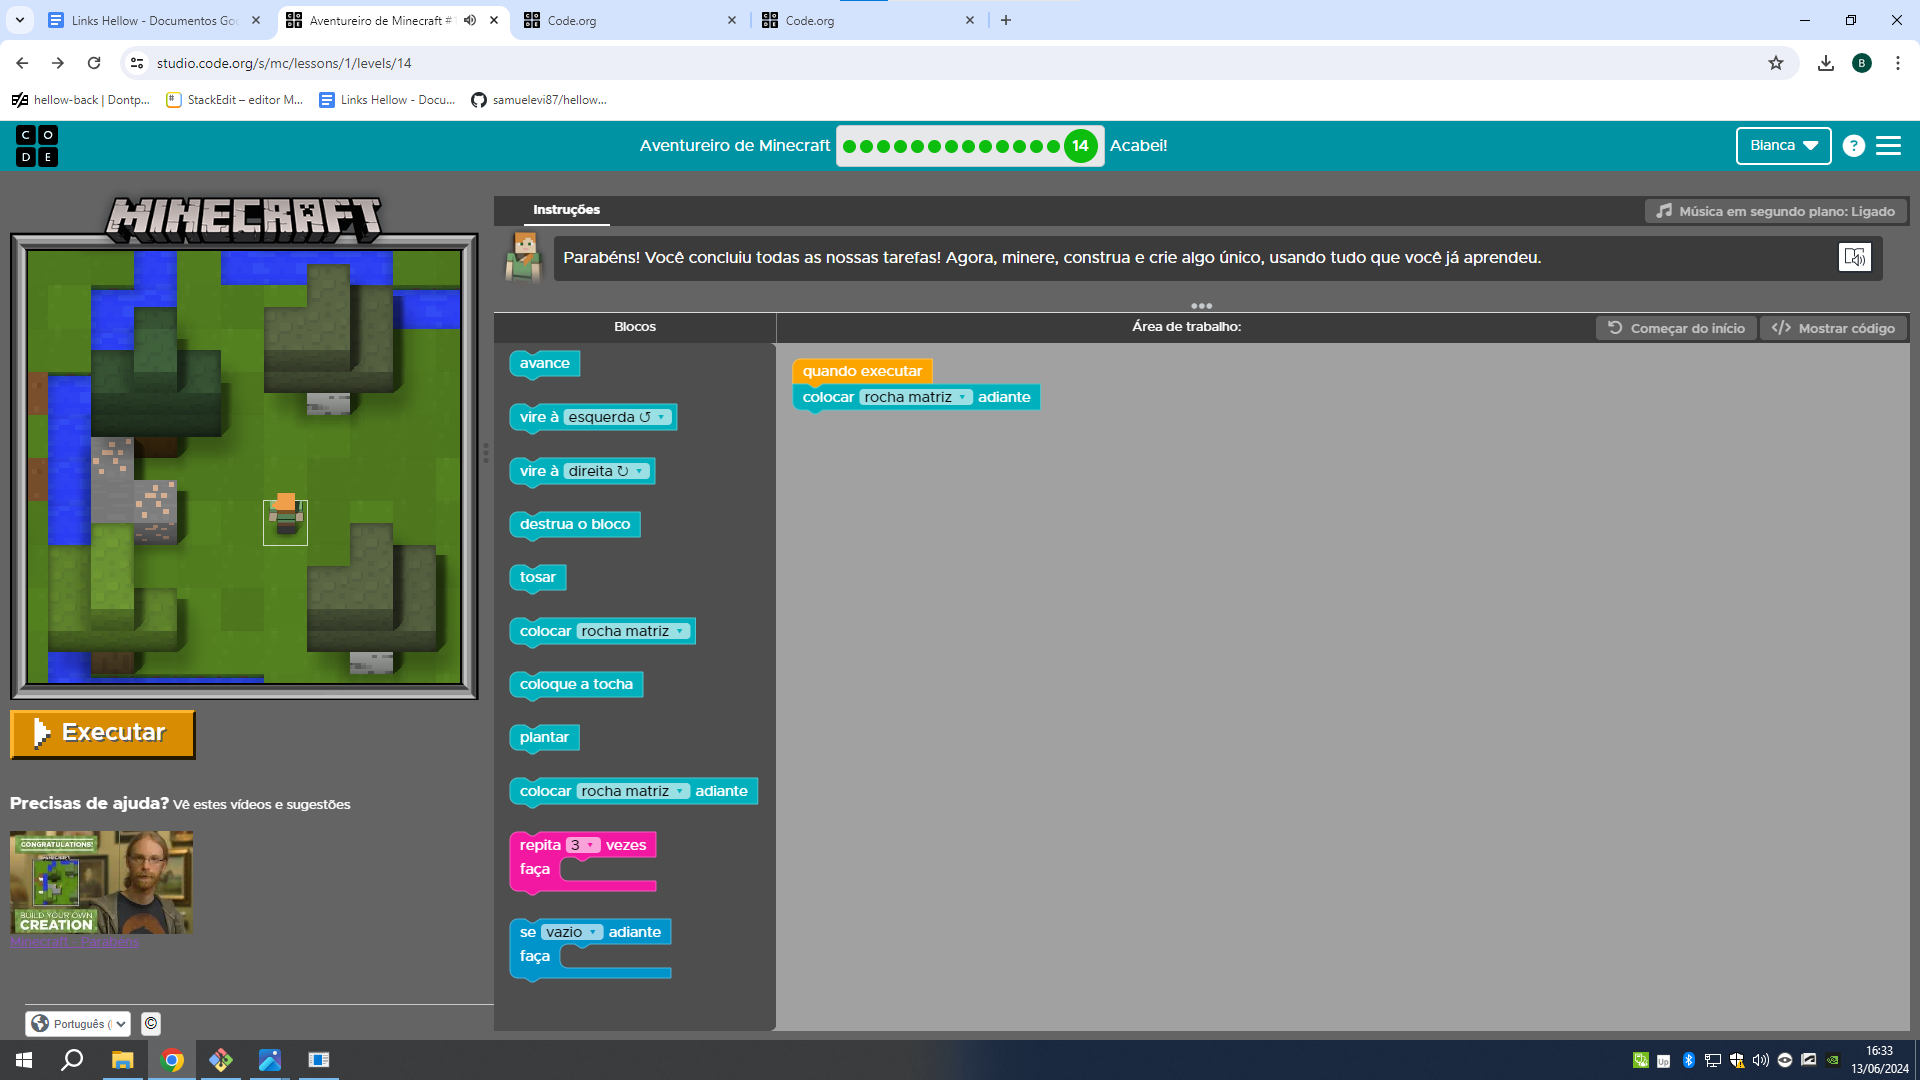 Links Hellow - Documentos Goo
Aventureiro de Minecraft #1
Code.org
Code.org
studio.code.org/s/mc/lessons/1/levels/14
B
hellow-back | Dontp...
StackEdit – editor M...
Links Hellow - Docu...
samuelevi87/hellow...
CODE
Aventureiro de Minecraft
14
Acabei!
Bianca
?
MINECRAFT
Instruções
Música em segundo plano: Ligado
Parabéns! Você concluiu todas as nossas tarefas! Agora, minere, construa e crie algo único, usando tudo que você já aprendeu.
Blocos
Área de trabalho:
Começar do início
Mostrar código
avance
vire à esquerda ↺
vire à direita ↻
destrua o bloco
tosar
colocar rocha matriz
coloque a tocha
plantar
colocar rocha matriz adiante
repita 3 vezes
faça
se vazio adiante
faça
quando executar
colocar rocha matriz adiante
Executar
Precisas de ajuda? Vê estes vídeos e sugestões
CONGRATULATIONS!
BUILD YOUR OWN
CREATION
Minecraft - Parabéns
Português (
©
Up
16:33
13/06/2024